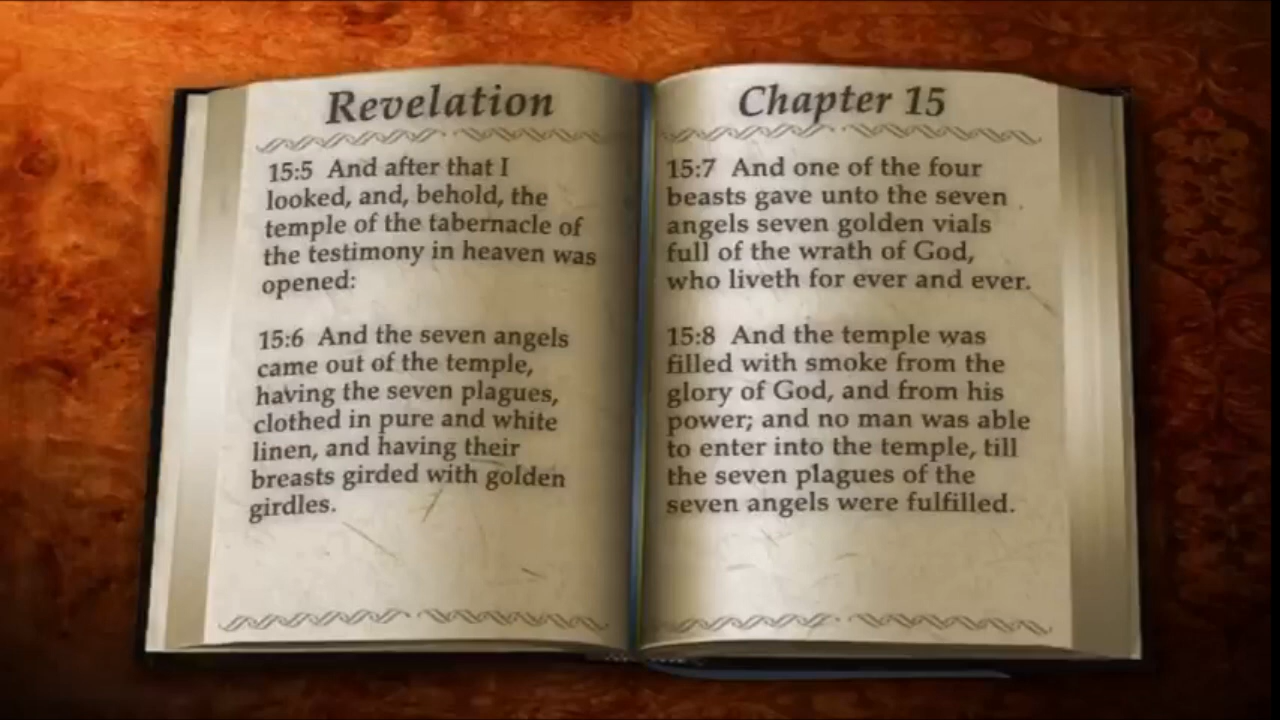 Revelation
15:5 And after that I
looked, and, behold, the
temple of the tabernacle of
the testimony in heaven was
opened:
15:6 And the seven angels
came out of the temple,
having the seven plagues,
clothed in pure and white
linen, and having their
breasts girded with golden
girdles.
Chapter 15
15:7 And one of the four
beasts gave unto the seven
angels seven golden vials
full of the wrath of God,
who liveth for ever and ever.
15:8 And the temple was
filled with smoke from the
glory of God, and from his
power; and no man was able
to enter into the temple, till
the seven plagues of the
seven angels were fulfilled.